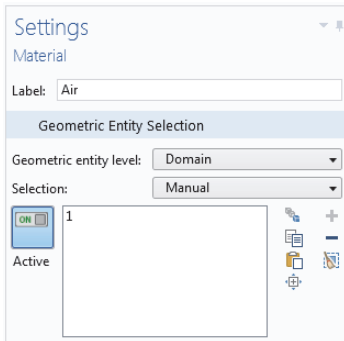 Settings
Material
Label: Air
Geometric Entity Selection
Geometric entity level: Domain
Selection: Manual
ON 1
Active